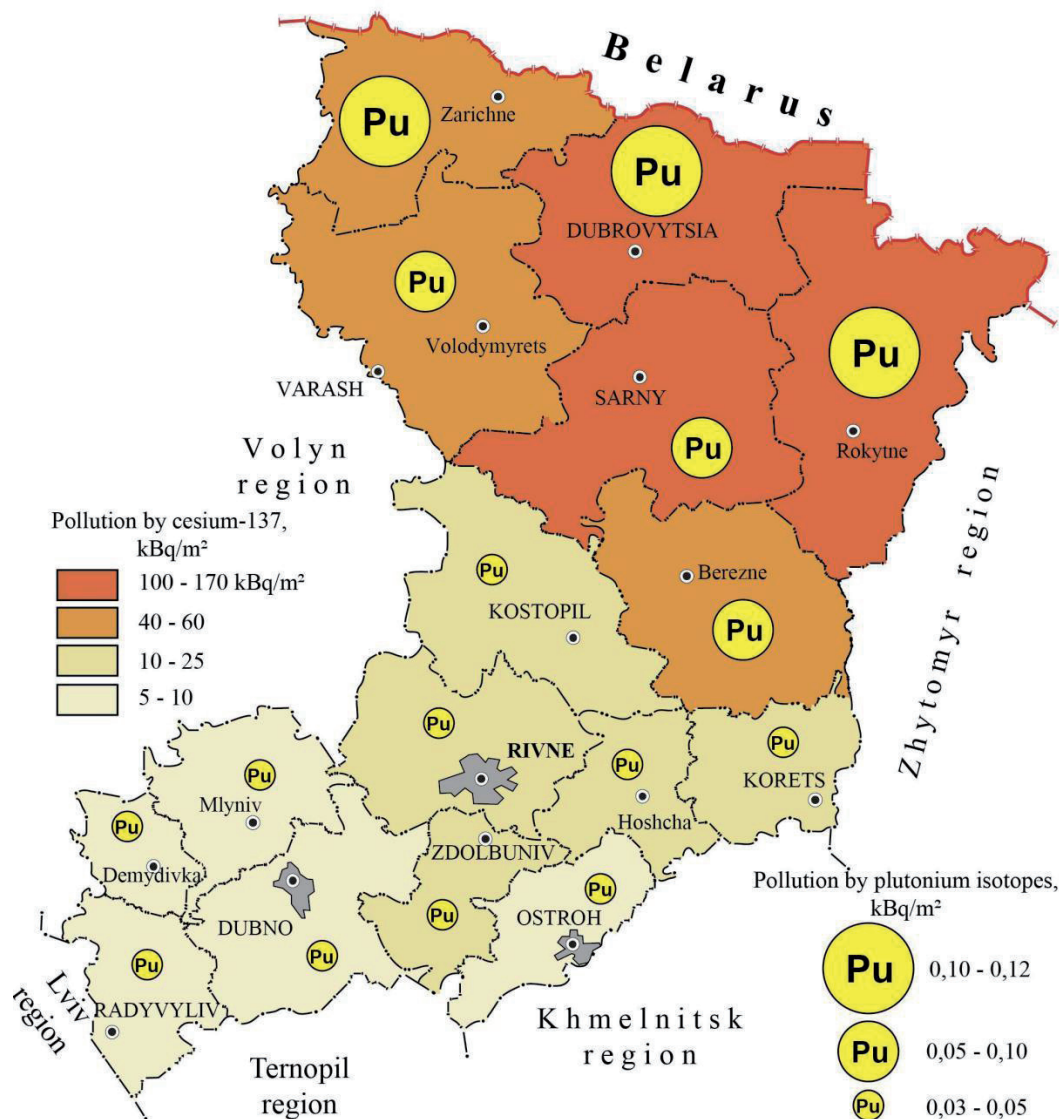 Belarus
Pu
Zarichne
Pu
DUBROVYTSIA
Pu
Volodymyrets
Pu
Rokytne
VARASH
SARNY
Pu
Volyn
region
Zhytomyr region
Pollution by cesium-137,
kBq/m²
100 - 170 kBq/m²
40 - 60
10 - 25
5 - 10
Pu
KOSTOPIL
Berezne
Pu
Pu
RIVNE
Pu
Hoshcha
Pu
KORETS
Pu
Mlyniv
Pu
Demydivka
ZDOLBUNIV
Pu
DUBNO
Pu
OSTROH
Pu
Pu
RADYVYLIV
Lviv
region
Ternopil
region
Khmelnitsk
region
Pollution by plutonium isotopes,
kBq/m²
Pu 0,10 - 0,12
Pu 0,05 - 0,10
Pu 0,03 - 0,05